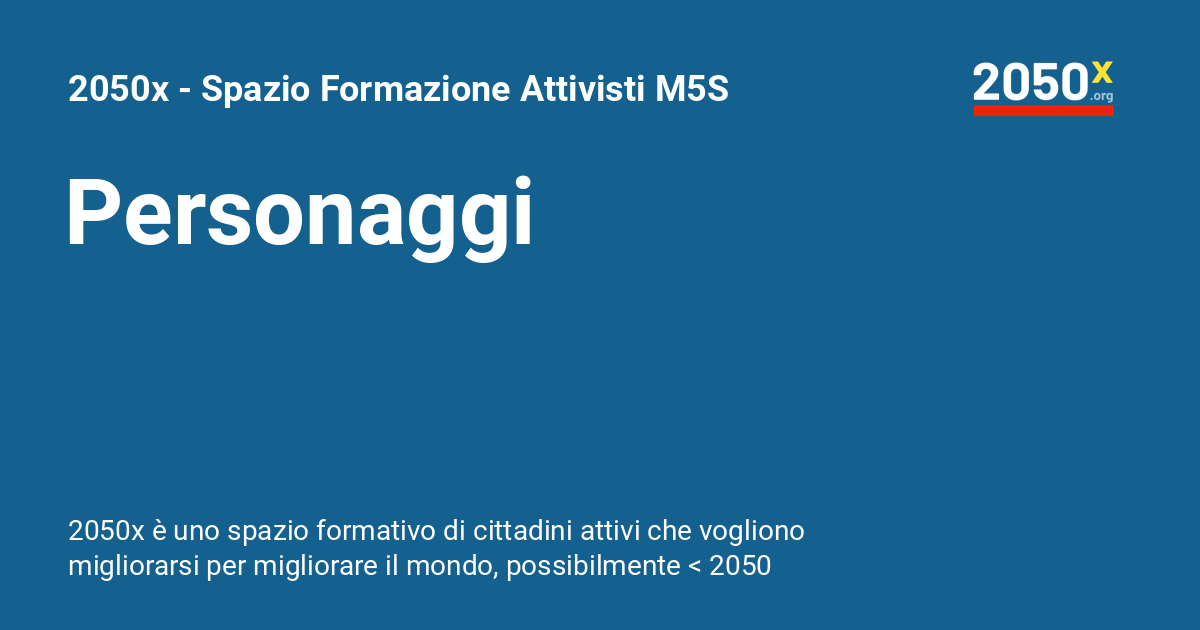 2050x - Spazio Formazione Attivisti M5S
2050x
.org
Personaggi
2050x è uno spazio formativo di cittadini attivi che vogliono
migliorarsi per migliorare il mondo, possibilmente < 2050